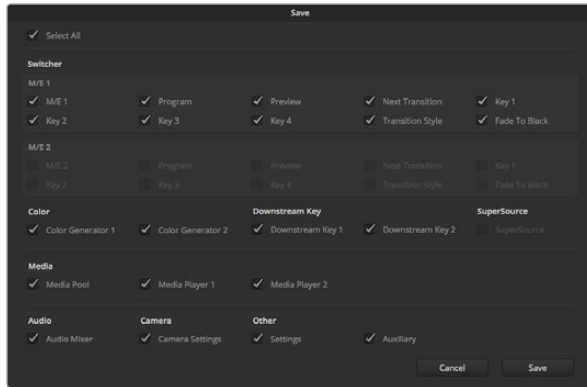 Save
Select All
Switcher
M/E 1
M/E 1 Program Preview Next Transition Key 1
Key 2 Key 3 Key 4 Transition Style Fade To Black
M/E 2
M/E 2 Program Preview Next Transition Key 1
Key 2 Key 3 Key 4 Transition Style Fade To Black
Color Downstream Key SuperSource
Color Generator 1 Color Generator 2 Downstream Key 1 Downstream Key 2 SuperSource
Media
Media Pool Media Player 1 Media Player 2
Audio Camera Other
Audio Mixer Camera Settings Settings Auxiliary
Cancel Save